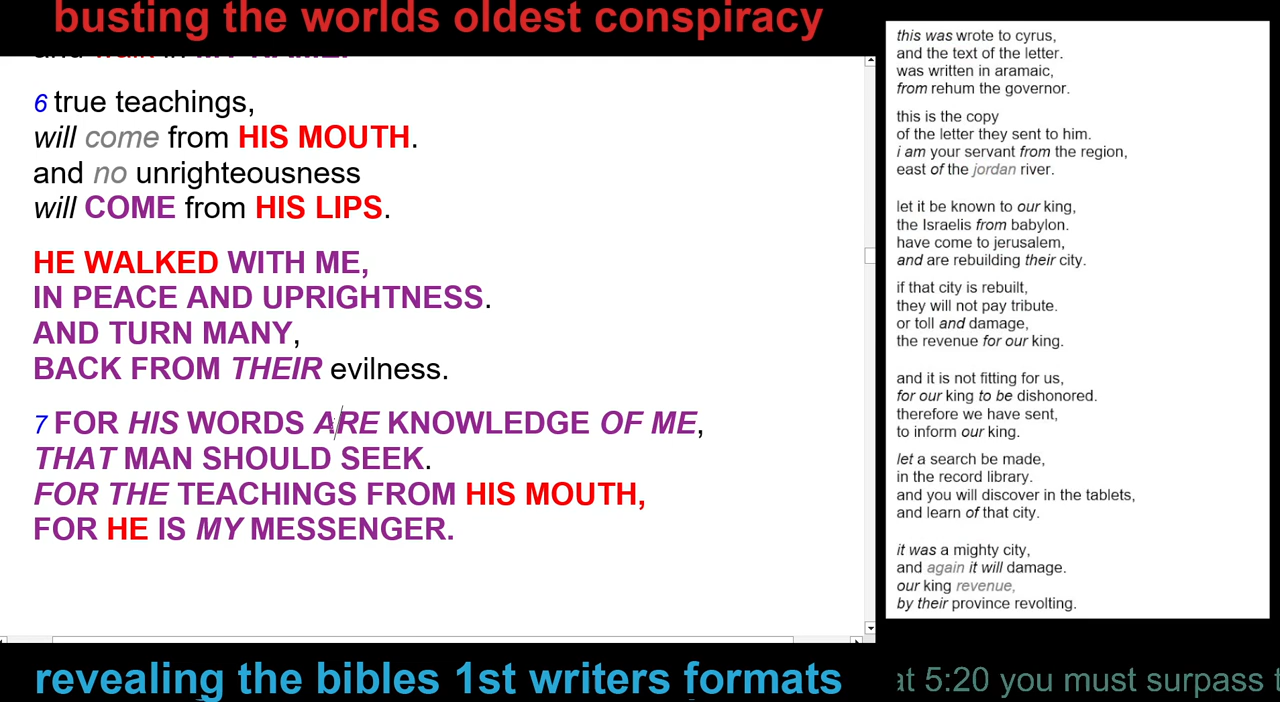 busting the worlds oldest conspiracy
6 true teachings,
will come from HIS MOUTH.
and no unrighteousness
will COME from HIS LIPS.
HE WALKED WITH ME,
IN PEACE AND UPRIGHTNESS.
AND TURN MANY,
BACK FROM THEIR evilness.
7 FOR HIS WORDS ARE KNOWLEDGE OF ME,
THAT MAN SHOULD SEEK.
FOR THE TEACHINGS FROM HIS MOUTH,
FOR HE IS MY MESSENGER.
this was wrote to cyrus,
and the text of the letter.
was written in aramaic,
from rehum the governor.
this is the copy
of the letter they sent to him.
i am your servant from the region,
east of the jordan river.
let it be known to our king,
the Israelis from babylon.
have come to jerusalem,
and are rebuilding their city.
if that city is rebuilt,
they will not pay tribute.
or toll and damage,
the revenue for our king.
and it is not fitting for us,
for our king to be dishonored.
therefore we have sent,
to inform our king.
let a search be made,
in the record library.
and you will discover in the tablets,
and learn of that city.
it was a mighty city,
and again it will damage.
our king revenue,
by their province revolting.
revealing the bibles 1st writers formats
at 5:20 you must surpass